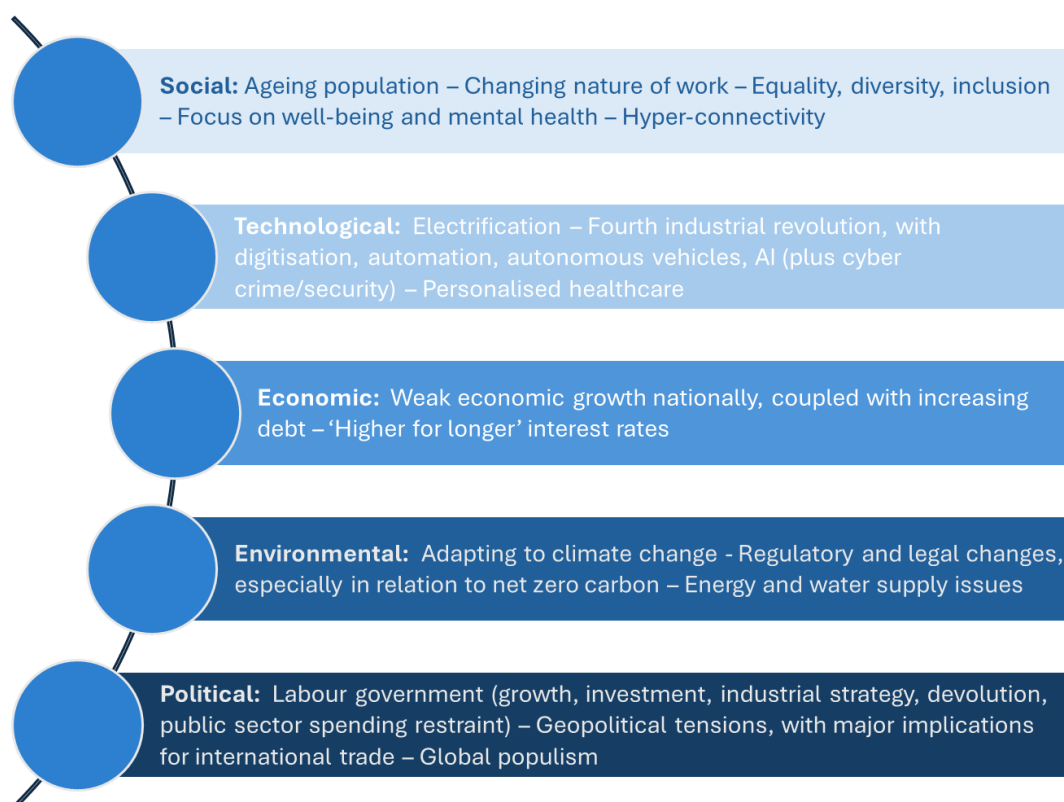 Social: Ageing population – Changing nature of work – Equality, diversity, inclusion
– Focus on well-being and mental health – Hyper-connectivity
Technological: Electrification – Fourth industrial revolution, with
digitisation, automation, autonomous vehicles, AI (plus cyber
crime/security) – Personalised healthcare
Economic: Weak economic growth nationally, coupled with increasing
debt – ‘Higher for longer’ interest rates
Environmental: Adapting to climate change - Regulatory and legal changes,
especially in relation to net zero carbon – Energy and water supply issues
Political: Labour government (growth, investment, industrial strategy, devolution,
public sector spending restraint) – Geopolitical tensions, with major implications
for international trade – Global populism